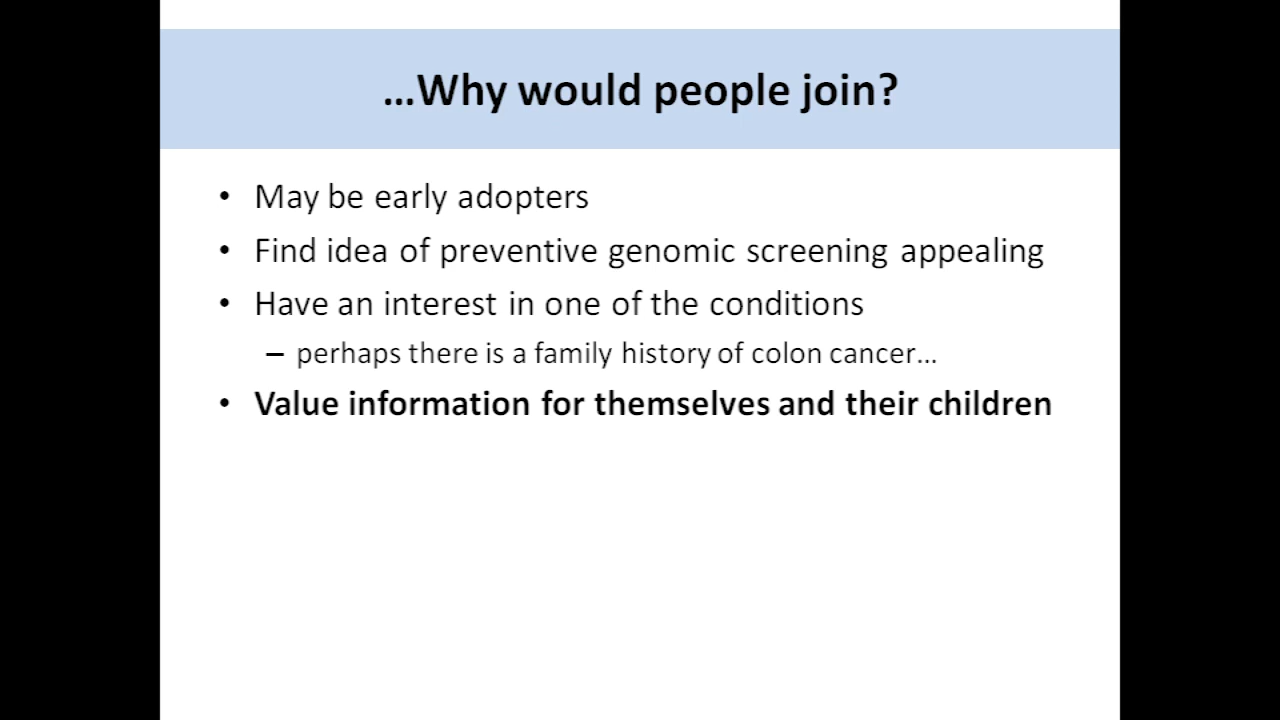 ...Why would people join?
• May be early adopters
• Find idea of preventive genomic screening appealing
• Have an interest in one of the conditions
– perhaps there is a family history of colon cancer...
• Value information for themselves and their children